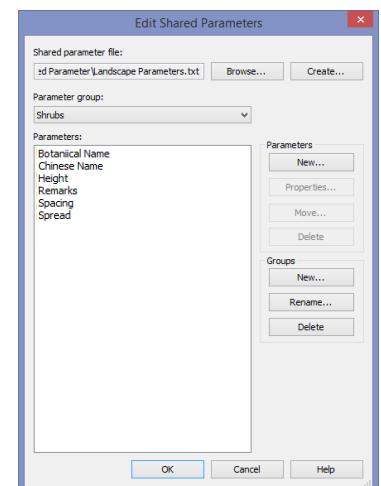 Edit Shared Parameters
Shared parameter file:
ed Parameter\Landscape Parameters.txt
Browse...
Create...
Parameter group:
Shrubs
Parameters:
Botaniical Name
Chinese Name
Height
Remarks
Spacing
Spread
Parameters
New...
Properties...
Move...
Delete
Groups
New...
Rename...
Delete
OK
Cancel
Help